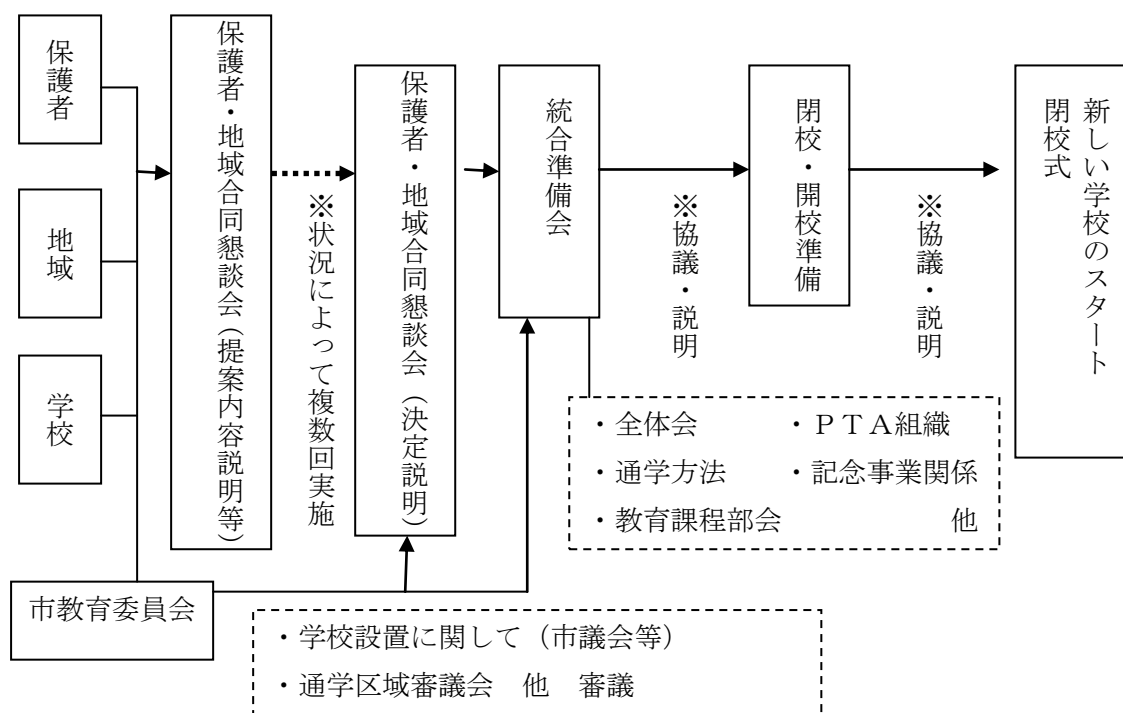 保護者
地域
学校
市教育委員会
保護者・地域合同懇談会(提案内容説明等)
※状況によって複数回実施
保護者・地域合同懇談会(決定説明)
統合準備会
※協議・説明
閉校・開校準備
※協議・説明
新しい学校のスタート
閉校式
・全体会 ・PTA組織
・通学方法 ・記念事業関係
・教育課程部会 他
・学校設置に関して(市議会等)
・通学区域審議会 他 審議